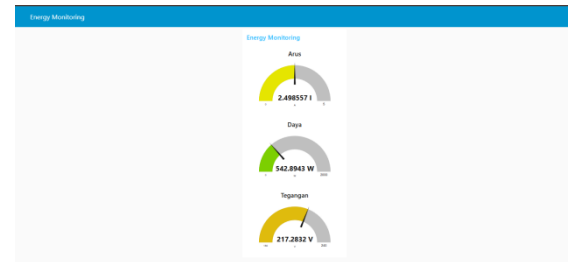 Energy Monitoring
Energy Monitoring
Arus
2.498557 I
Daya
542.8943 W
Tegangan
217.2832 V